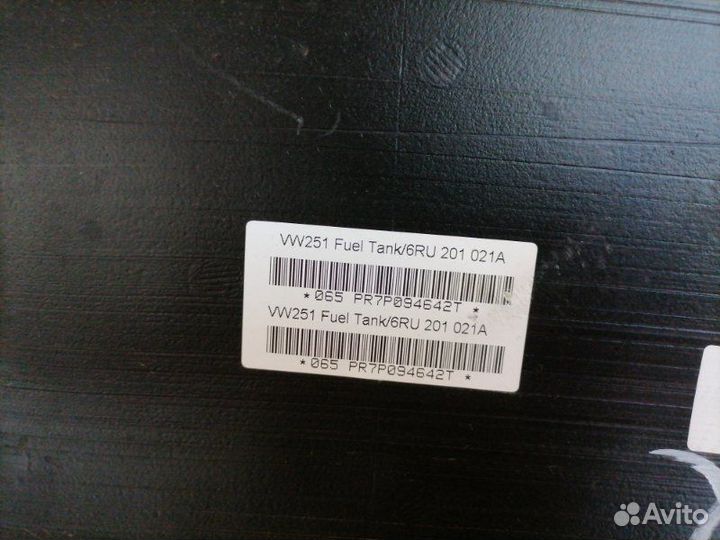 VW251 Fuel Tank/6RU 201 021A
*065 PR7P094642T *
VW251 Fuel Tank/6RU 201 021A
*065 PR7P094642T *
Avito